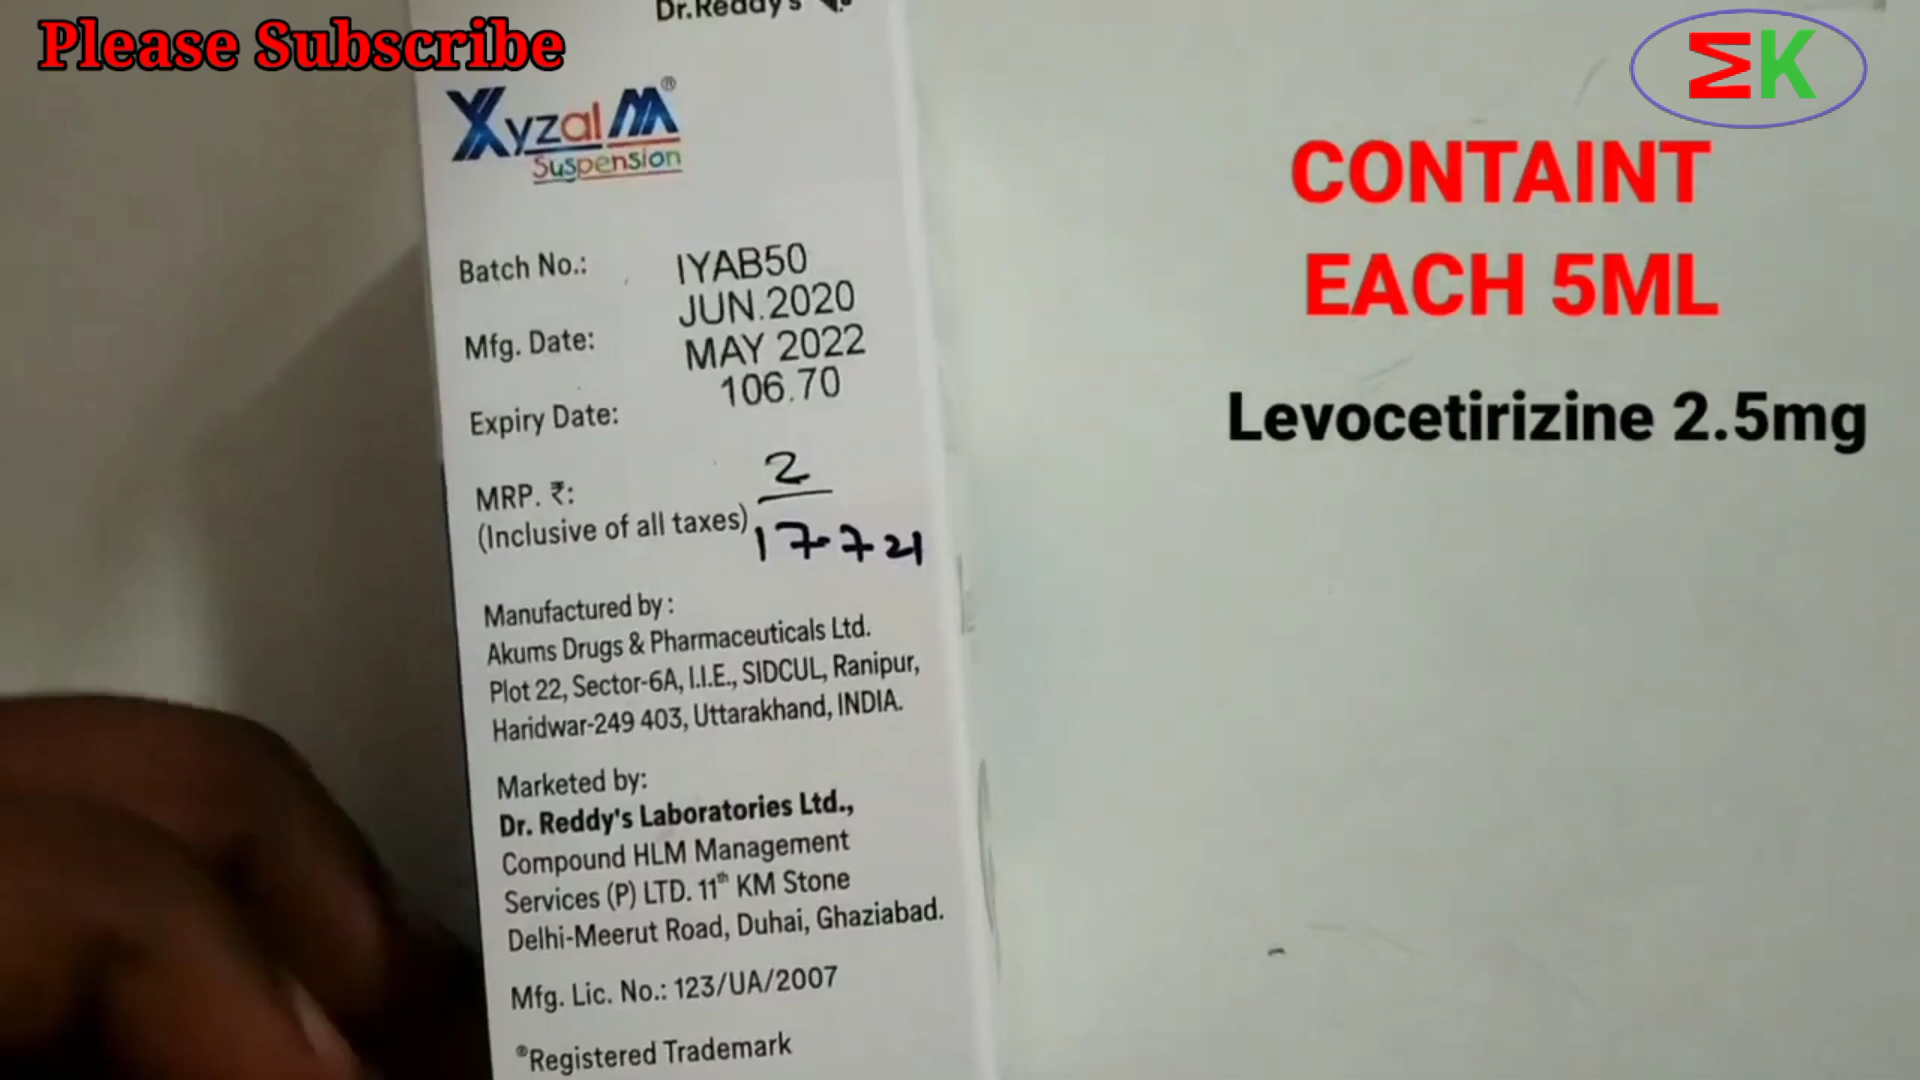 Please Subscribe
Dr.Reddy's
MK
Xyzal M®
Suspension
Batch No.: IYAB50
Mfg. Date: JUN.2020
Expiry Date: MAY 2022
MRP. ₹: 106.70
(Inclusive of all taxes)
2
17-7 21
Manufactured by :
Akums Drugs & Pharmaceuticals Ltd.
Plot 22, Sector-6A, I.I.E., SIDCUL, Ranipur,
Haridwar-249 403, Uttarakhand, INDIA.
Marketed by:
Dr. Reddy's Laboratories Ltd.,
Compound HLM Management
Services (P) LTD. 11th KM Stone
Delhi-Meerut Road, Duhai, Ghaziabad.
Mfg. Lic. No.: 123/UA/2007
®Registered Trademark
CONTAINT
EACH 5ML
Levocetirizine 2.5mg